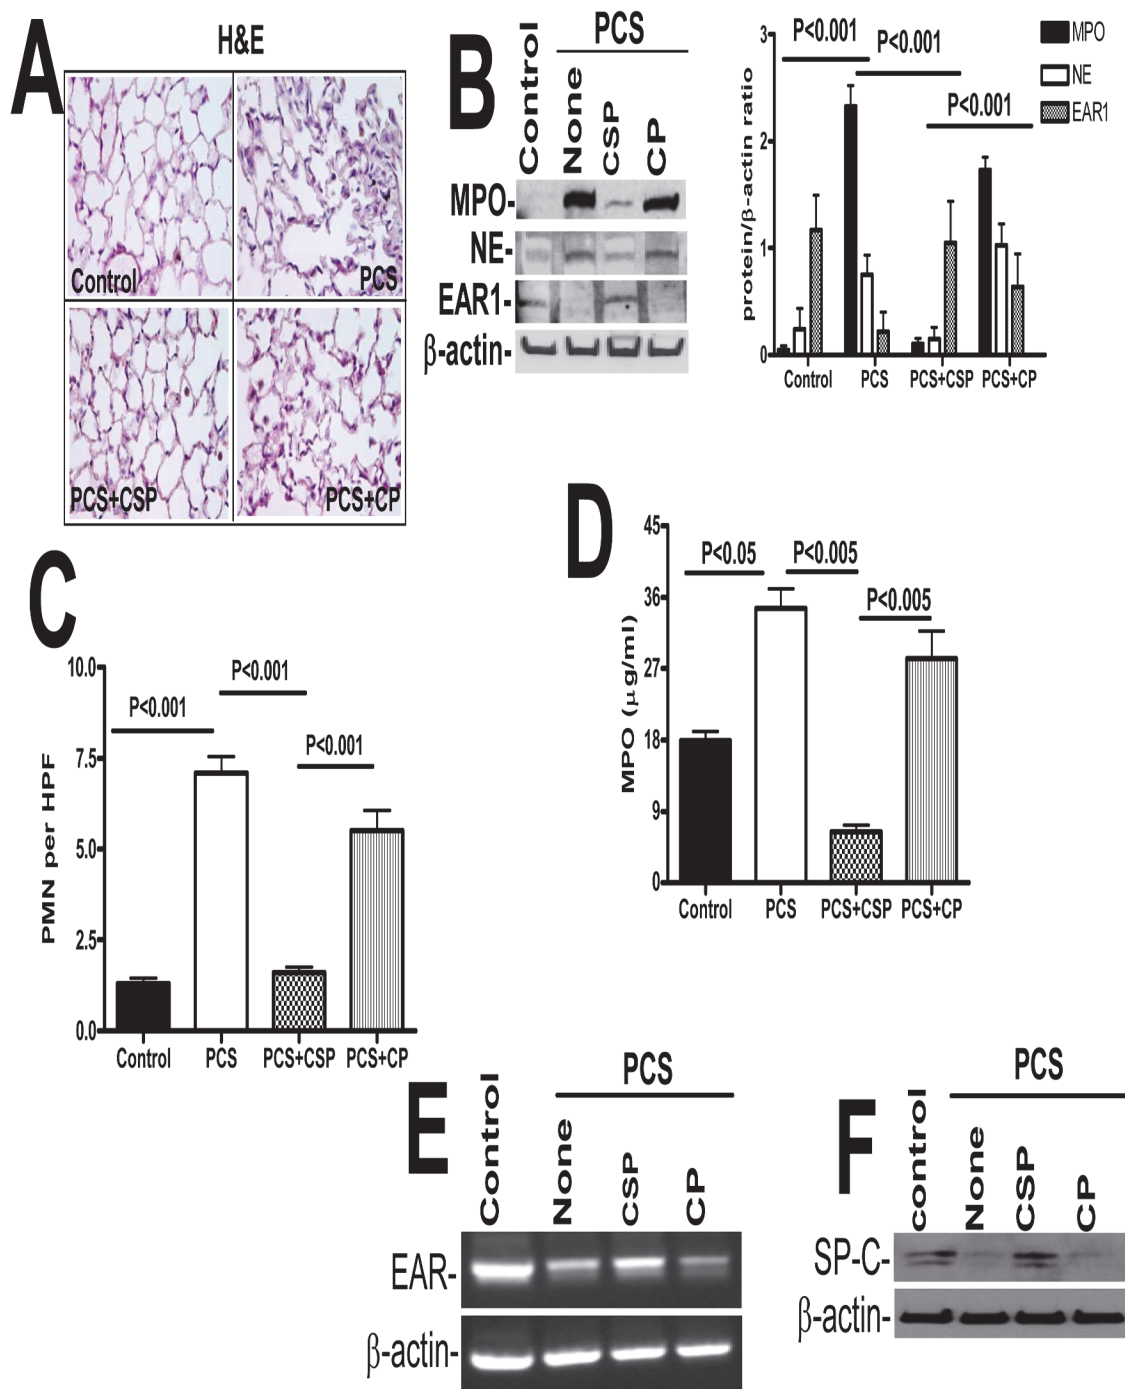 A
H&E
Control
PCS
PCS+CSP
PCS+CP
B
PCS
Control
None
CSP
CP
MPO-
NE-
EAR1-
β-actin-
protein/β-actin ratio
3
2
1
0
P<0.001
P<0.001
P<0.001
MPO
NE
EAR1
Control PCS PCS+CSP PCS+CP
C
PMN per HPF
10.0
7.5
5.0
2.5
0.0
P<0.001
P<0.001
P<0.001
Control PCS PCS+CSP PCS+CP
D
MPO (μg/ml)
45
36
27
18
9
0
P<0.05
P<0.005
P<0.005
Control PCS PCS+CSP PCS+CP
E
PCS
Control
None
CSP
CP
EAR-
β-actin-
F
PCS
control
None
CSP
CP
SP-C-
β-actin-